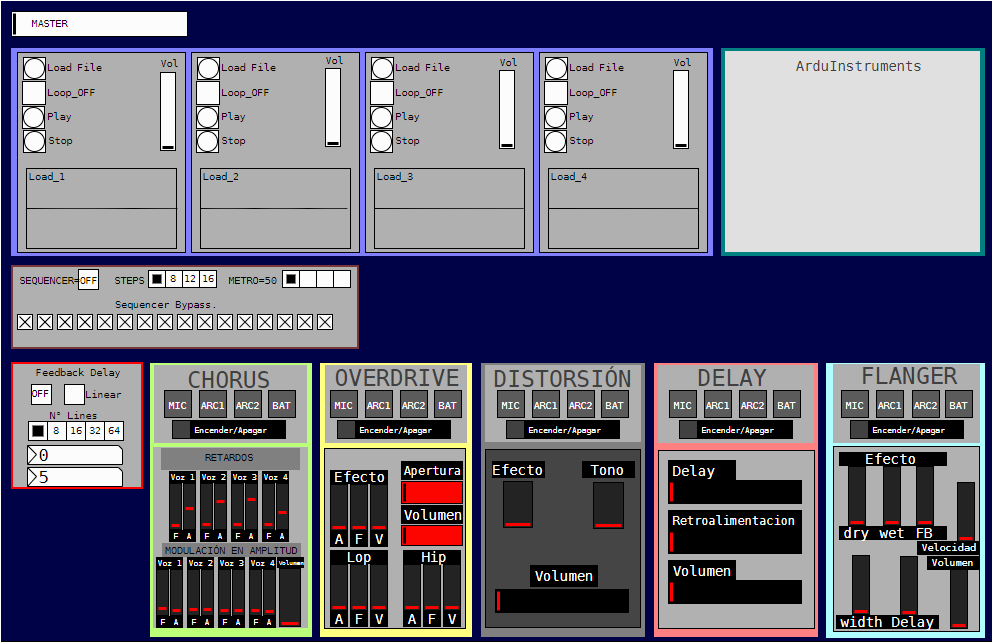 MASTER
Load File
Vol
Loop_OFF
Play
Stop
Load_1
Load File
Vol
Loop_OFF
Play
Stop
Load_2
Load File
Vol
Loop_OFF
Play
Stop
Load_3
Load File
Vol
Loop_OFF
Play
Stop
Load_4
ArduInstruments
SEQUENCER=OFF STEPS 8 12 16 METRO=50
Sequencer Bypass.
Feedback Delay
OFF Linear
N° Lines
8 16 32 64
0
5
CHORUS
MIC ARC1 ARC2 BAT
Encender/Apagar
RETARDOS
Voz 1 Voz 2 Voz 3 Voz 4
F A F A F A F A
MODULACIÓN EN AMPLITUD
Voz 1 Voz 2 Voz 3 Voz 4 Volumen
F A F A F A F A
OVERDRIVE
MIC ARC1 ARC2 BAT
Encender/Apagar
Efecto
Apertura
Volumen
A F V
Lop Hip
A F V A F V
DISTORSIÓN
MIC ARC1 ARC2 BAT
Encender/Apagar
Efecto Tono
Volumen
DELAY
MIC ARC1 ARC2 BAT
Encender/Apagar
Delay
Retroalimentacion
Volumen
FLANGER
MIC ARC1 ARC2 BAT
Encender/Apagar
Efecto
dry wet FB
Velocidad
Volumen
width Delay